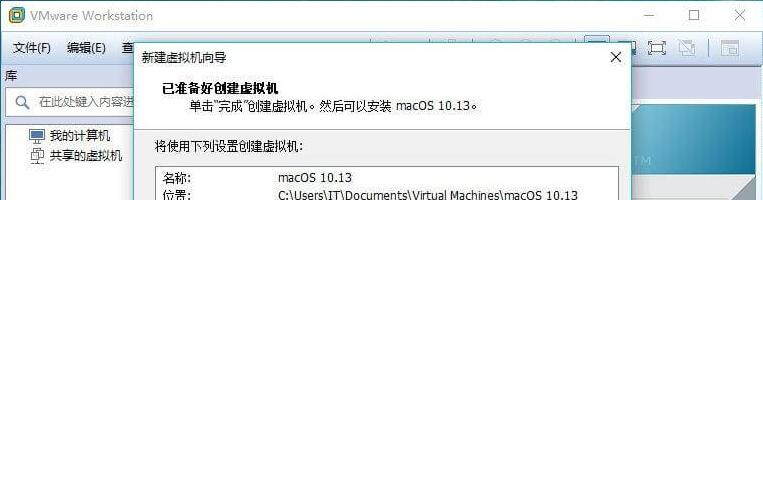 VMware Workstation
文件(F) 编辑(E) 查
新建虚拟机向导
库
已准备好创建虚拟机
单击"完成"创建虚拟机。然后可以安装 macOS 10.13。
在此处键入内容进
我的计算机
共享的虚拟机
将使用下列设置创建虚拟机:
TM
名称: macOS 10.13
位置: C:\Users\IT\Documents\Virtual Machines\macOS 10.13